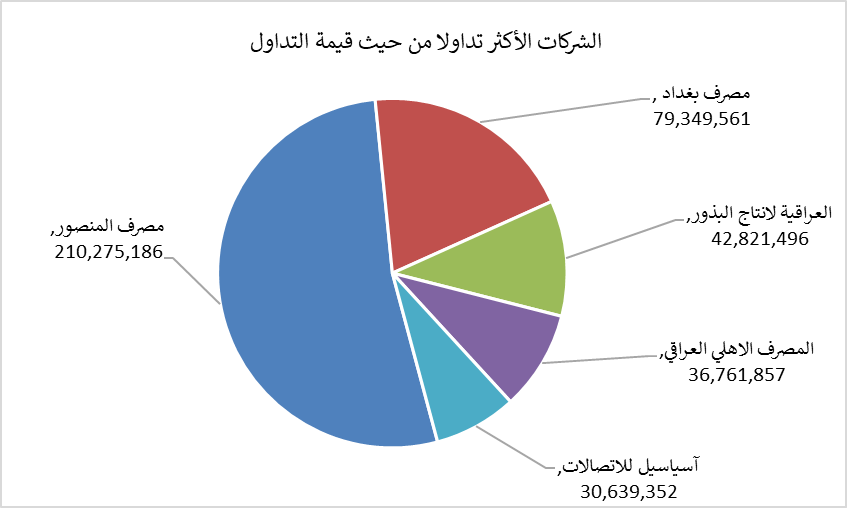 الشركات الأكثر تداولا من حيث قيمة التداول
مصرف بغداد ,
79,349,561
العراقية لانتاج البذور,
42,821,496
مصرف المنصور,
210,275,186
المصرف الاهلي العراقي,
36,761,857
آسياسيل للاتصالات,
30,639,352